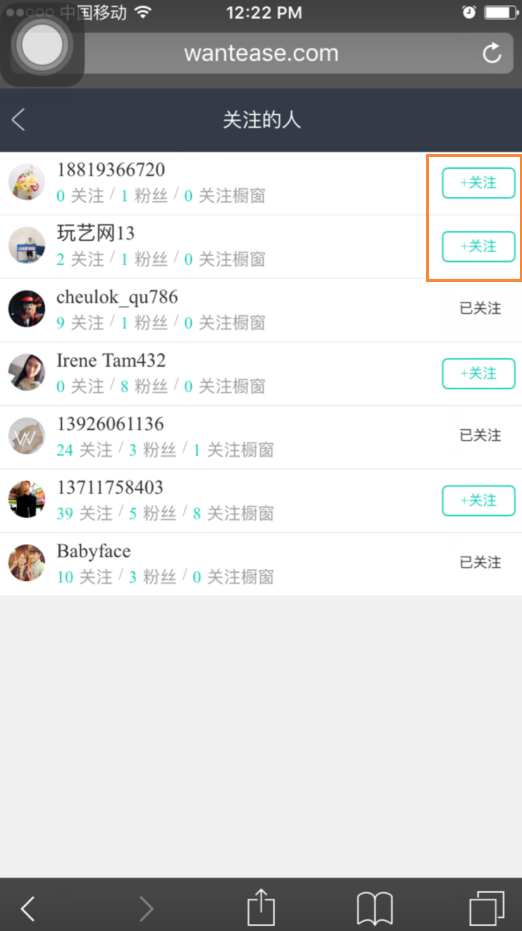 中国移动 12:22 PM
wantease.com
关注的人
18819366720
0 关注 / 1 粉丝 / 0 关注橱窗
+关注
玩艺网13
2 关注 / 1 粉丝 / 0 关注橱窗
+关注
cheulok_qu786
9 关注 / 1 粉丝 / 0 关注橱窗
已关注
Irene Tam432
0 关注 / 8 粉丝 / 0 关注橱窗
+关注
13926061136
24 关注 / 3 粉丝 / 1 关注橱窗
已关注
13711758403
39 关注 / 5 粉丝 / 8 关注橱窗
+关注
Babyface
10 关注 / 3 粉丝 / 0 关注橱窗
已关注